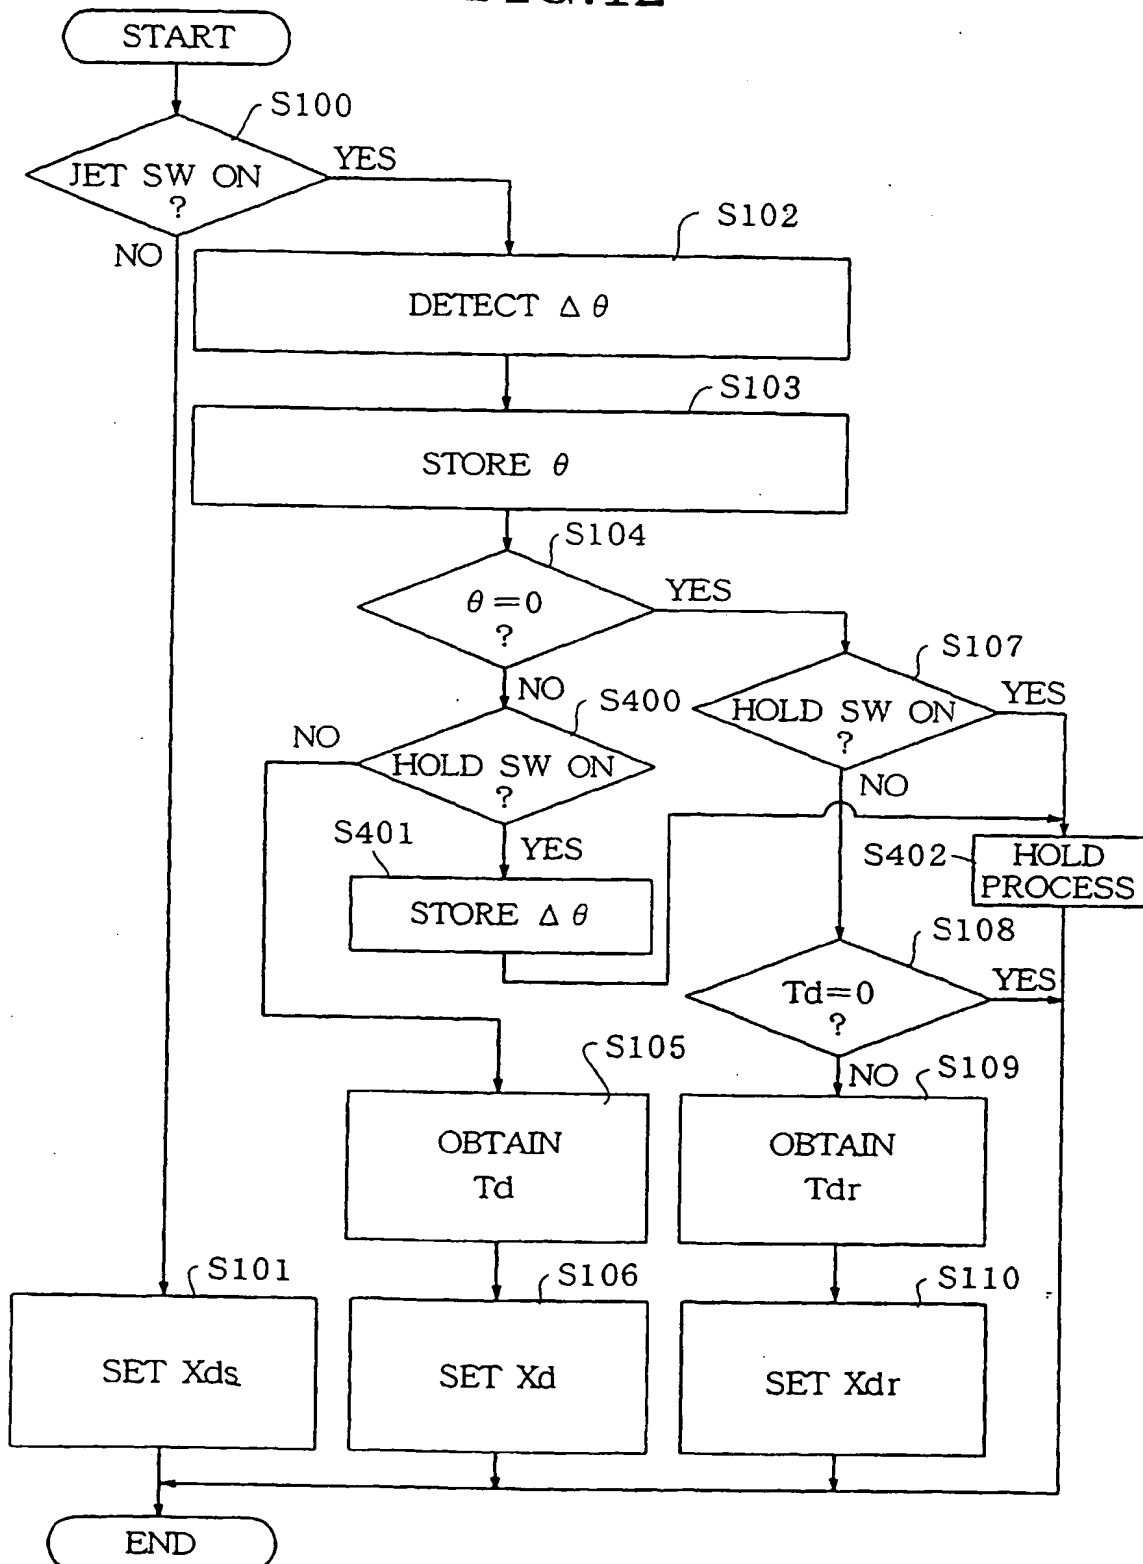 START
S100
JET SW ON
?
YES
NO
S102
DETECT Δ θ
S103
STORE θ
S104
θ=0
?
YES
NO
S107
HOLD SW ON
?
YES
NO
S400
HOLD SW ON
?
NO
YES
S401
STORE Δ θ
S402
HOLD
PROCESS
S108
Td=0
?
YES
NO
S105
OBTAIN
Td
S109
OBTAIN
Tdr
S101
SET Xds
S106
SET Xd
S110
SET Xdr
END